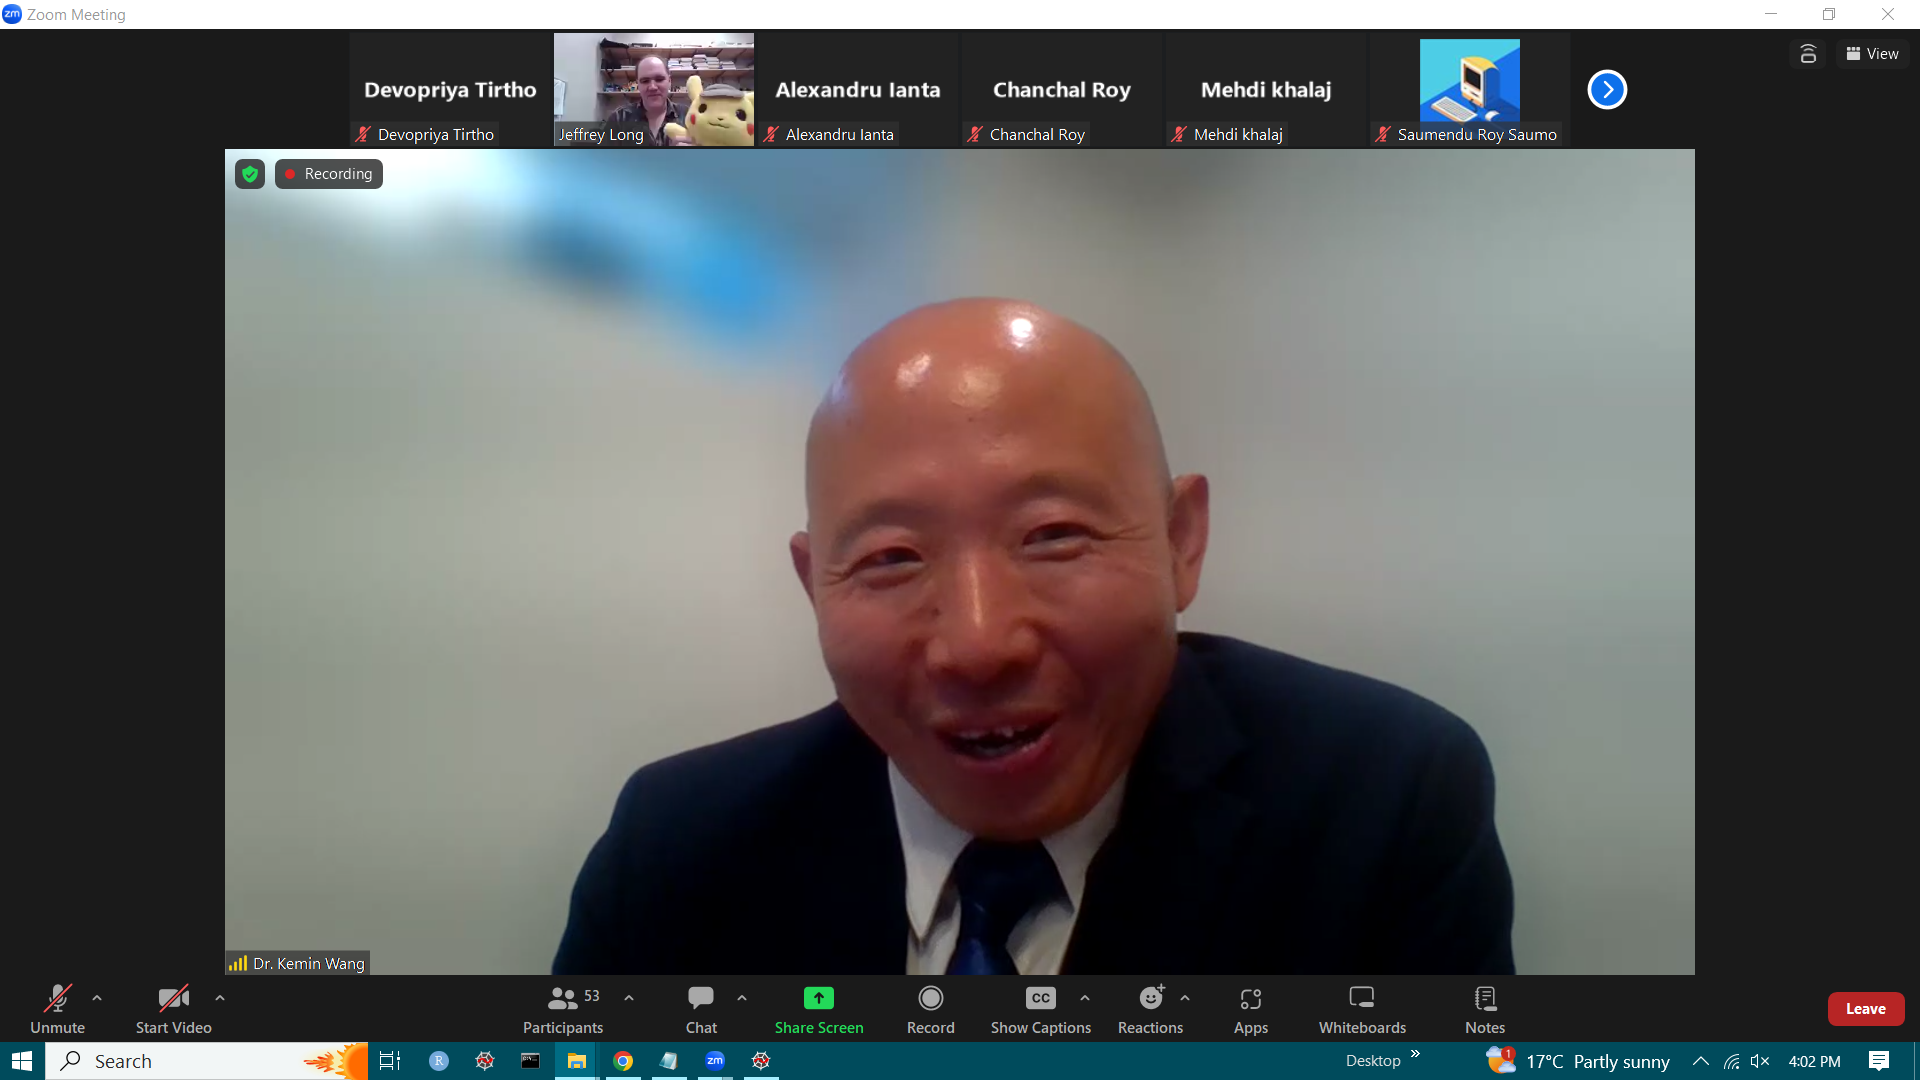 zm Zoom Meeting
Devopriya Tirtho
Alexandru Ianta
Chanchal Roy
Mehdi khalaj
View
Devopriya Tirtho
Jeffrey Long
Alexandru Ianta
Chanchal Roy
Mehdi khalaj
Saumendu Roy Saumo
Recording
Dr. Kemin Wang
53
CC
Unmute
Start Video
Participants
Chat
Share Screen
Record
Show Captions
Reactions
Apps
Whiteboards
Notes
Leave
Search
R
zm
Desktop
»
1
17°C Partly sunny
4:02 PM